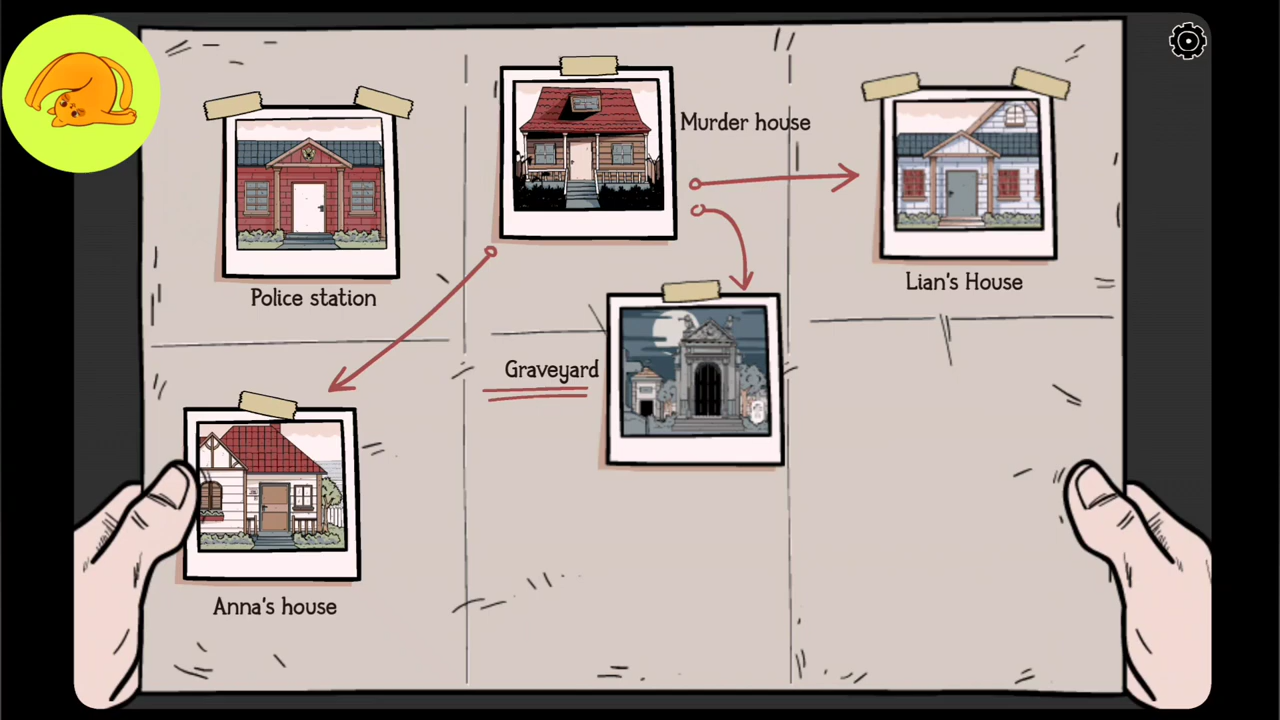 Murder house
Police station
Lian's House
Graveyard
Anna's house